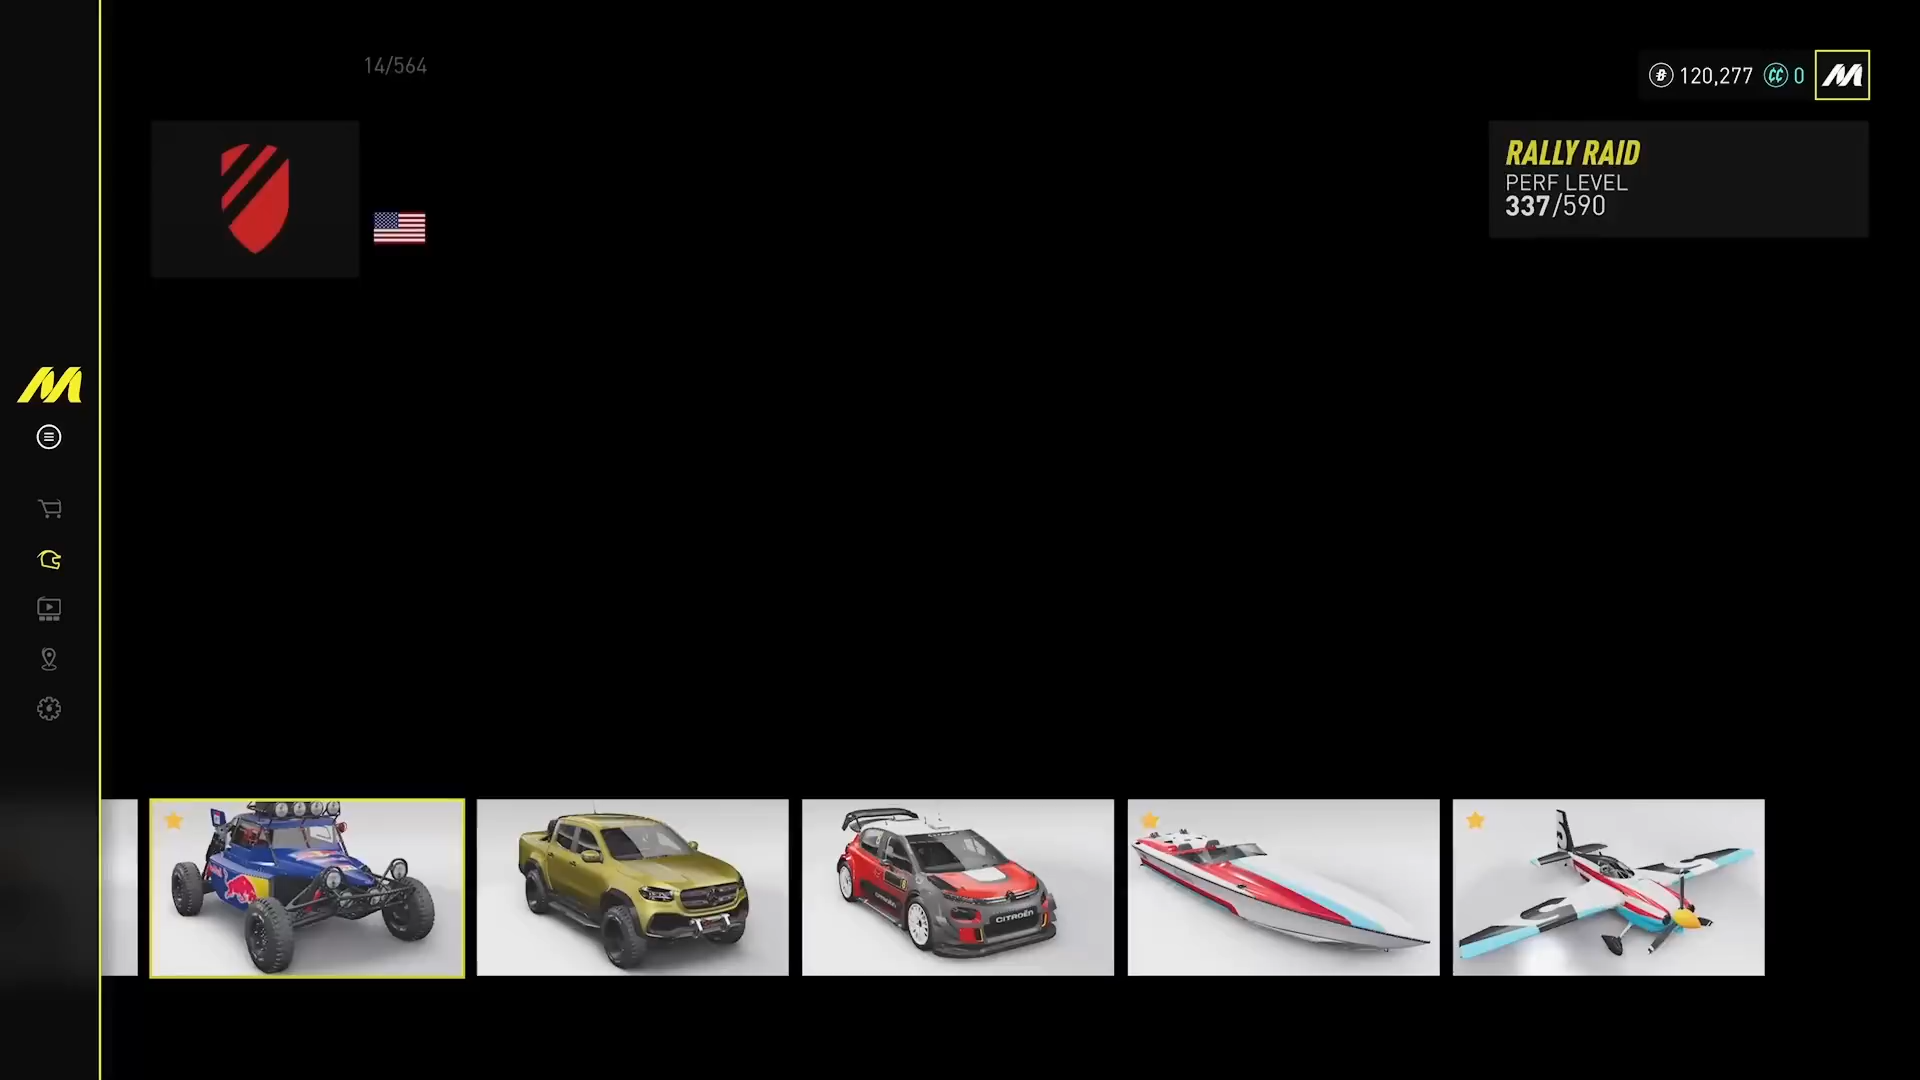 14/564
120,277
0
RALLY RAID
PERF LEVEL
337/590
CITROËN